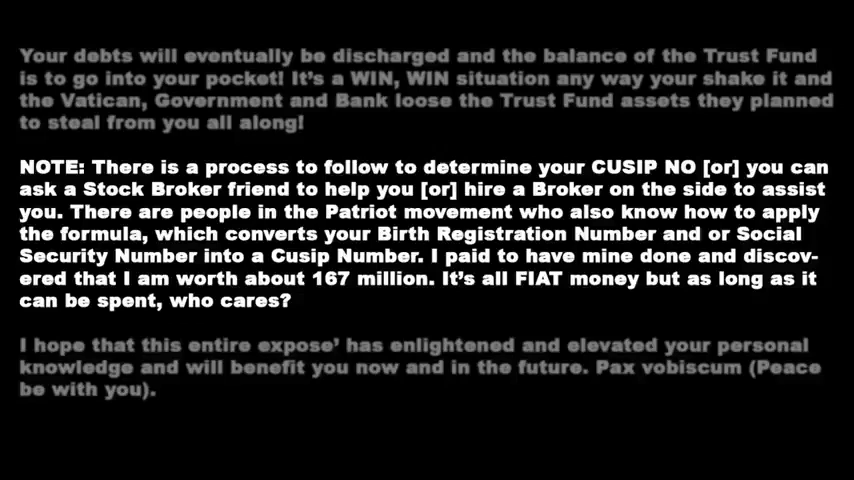 Your debts will eventually be discharged and the balance of the Trust Fund
is to go into your pocket! It's a WIN, WIN situation any way your shake it and
the Vatican, Government and Bank loose the Trust Fund assets they planned
to steal from you all along!
NOTE: There is a process to follow to determine your CUSIP NO [or] you can
ask a Stock Broker friend to help you [or] hire a Broker on the side to assist
you. There are people in the Patriot movement who also know how to apply
the formula, which converts your Birth Registration Number and or Social
Security Number into a Cusip Number. I paid to have mine done and discov-
ered that I am worth about 167 million. It's all FIAT money but as long as it
can be spent, who cares?
I hope that this entire expose' has enlightened and elevated your personal
knowledge and will benefit you now and in the future. Pax vobiscum (Peace
be with you).